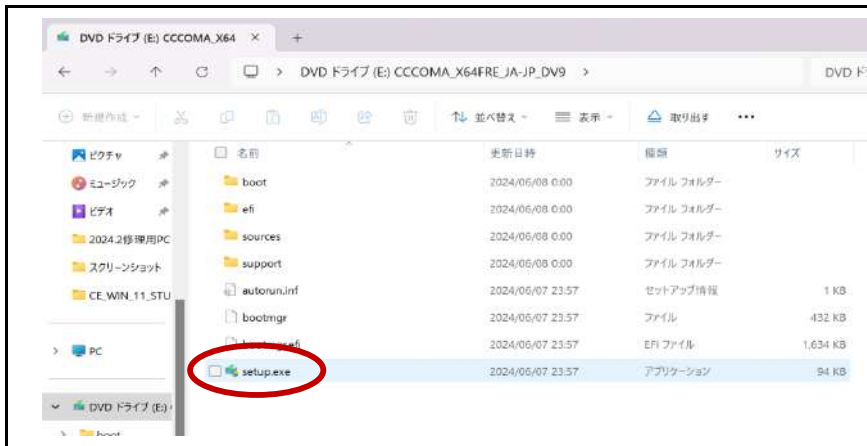 DVD ドライブ (E:) CCCOMA_X64 × +
DVD ドライブ (E:) CCCOMA_X64FRE_JA-JP_DV9 > DVD ド
新規作成 並べ替え 表示 取り出す ...
ピクチャ
ミュージック
ビデオ
2024.2修理用PC
スクリーンショット
CE_WIN_11_STU
PC
DVD ドライブ (E:)
boot
名前 更新日時 種類 サイズ
boot 2024/06/08 0:00 ファイル フォルダー
efi 2024/06/08 0:00 ファイル フォルダー
sources 2024/06/08 0:00 ファイル フォルダー
support 2024/06/08 0:00 ファイル フォルダー
autorun.inf 2024/06/07 23:57 セットアップ情報 1 KB
bootmgr 2024/06/07 23:57 ファイル 432 KB
bootmgr.efi 2024/06/07 23:57 EFI ファイル 1,634 KB
setup.exe 2024/06/07 23:57 アプリケーション 94 KB